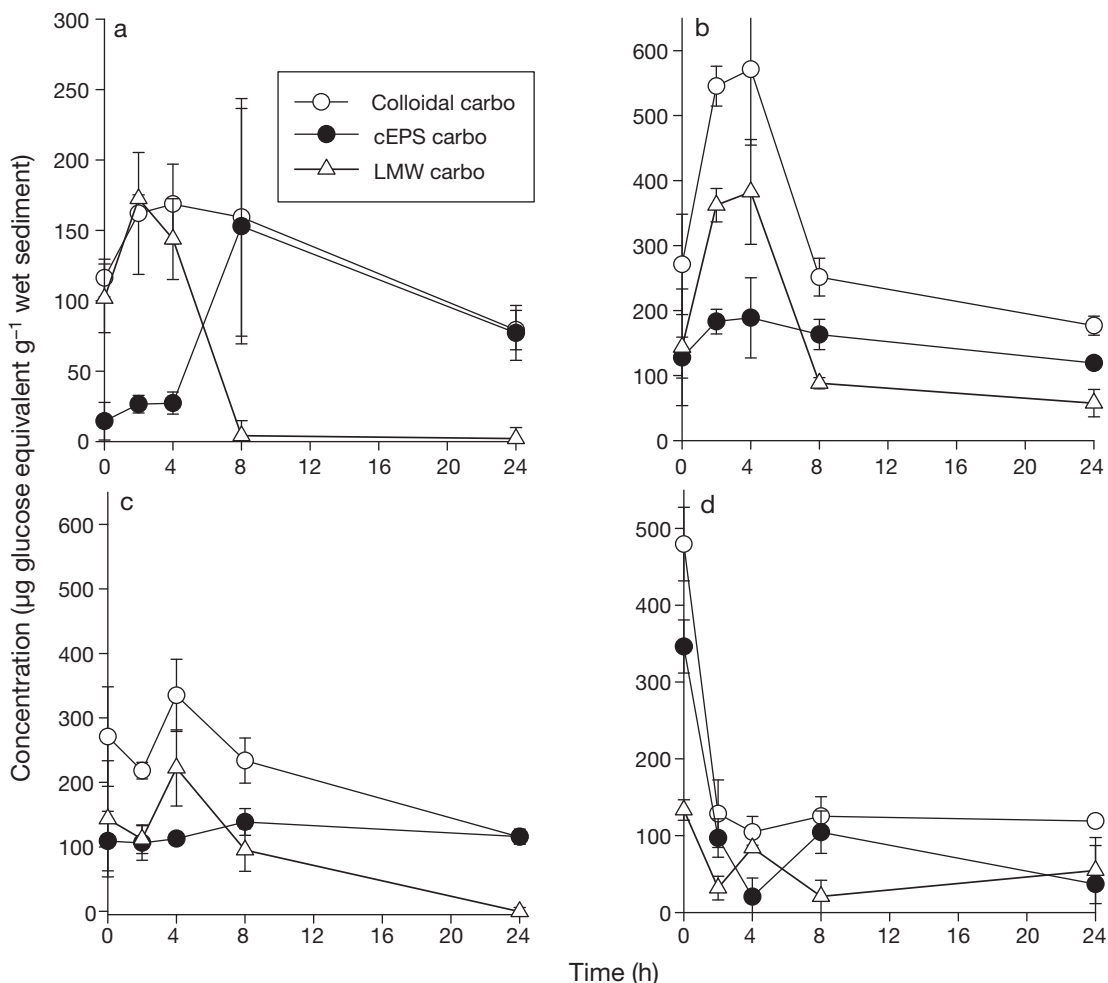 Concentration (µg glucose equivalent g⁻¹ wet sediment)
a
300
250
200
150
100
50
0
0 4 8 12 16 20 24
Colloidal carbo
cEPS carbo
LMW carbo
b
600
500
400
300
200
100
0
0 4 8 12 16 20 24
c
600
500
400
300
200
100
0
0 4 8 12 16 20 24
d
500
400
300
200
100
0
0 4 8 12 16 20 24
Time (h)